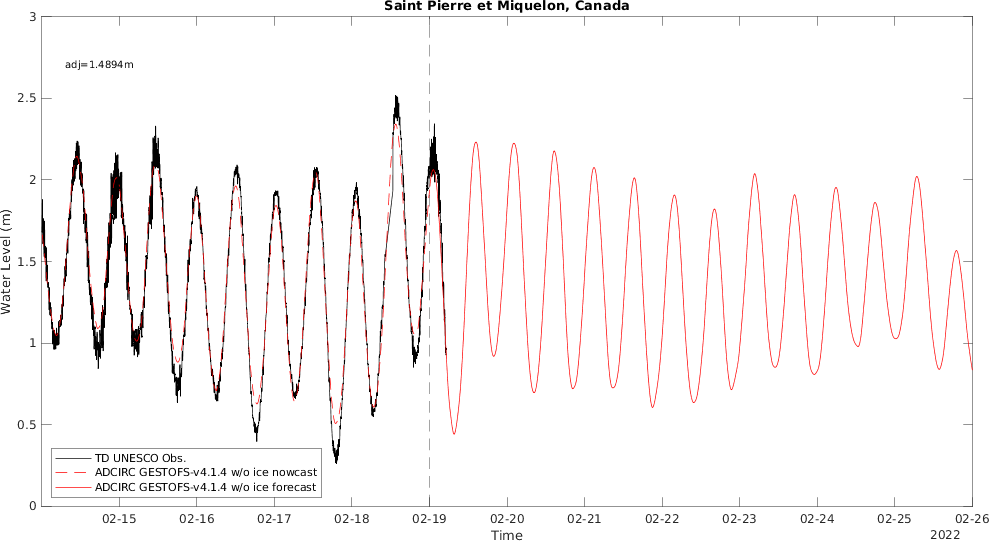 Saint Pierre et Miquelon, Canada
adj=1.4894m
Water Level (m)
3
2.5
2
1.5
1
0.5
0
TD UNESCO Obs.
ADCIRC GESTOFS-v4.1.4 w/o ice nowcast
ADCIRC GESTOFS-v4.1.4 w/o ice forecast
02-15 02-16 02-17 02-18 02-19 02-20 02-21 02-22 02-23 02-24 02-25 02-26
Time
2022